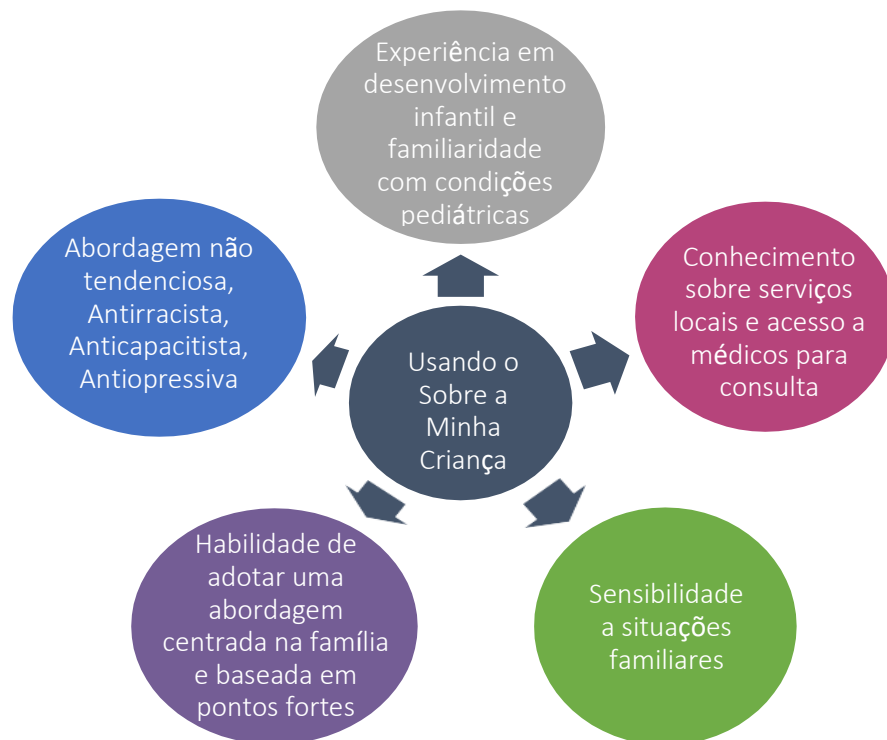 Experiência em
desenvolvimento
infantil e
familiaridade
com condições
pediátricas
Abordagem não
tendenciosa,
Antirracista,
Anticapacitista,
Antiopressiva
Conhecimento
sobre serviços
locais e acesso a
médicos para
consulta
Usando o
Sobre a
Minha
Criança
Habilidade de
adotar uma
abordagem
centrada na família
e baseada em
pontos fortes
Sensibilidade
a situações
familiares